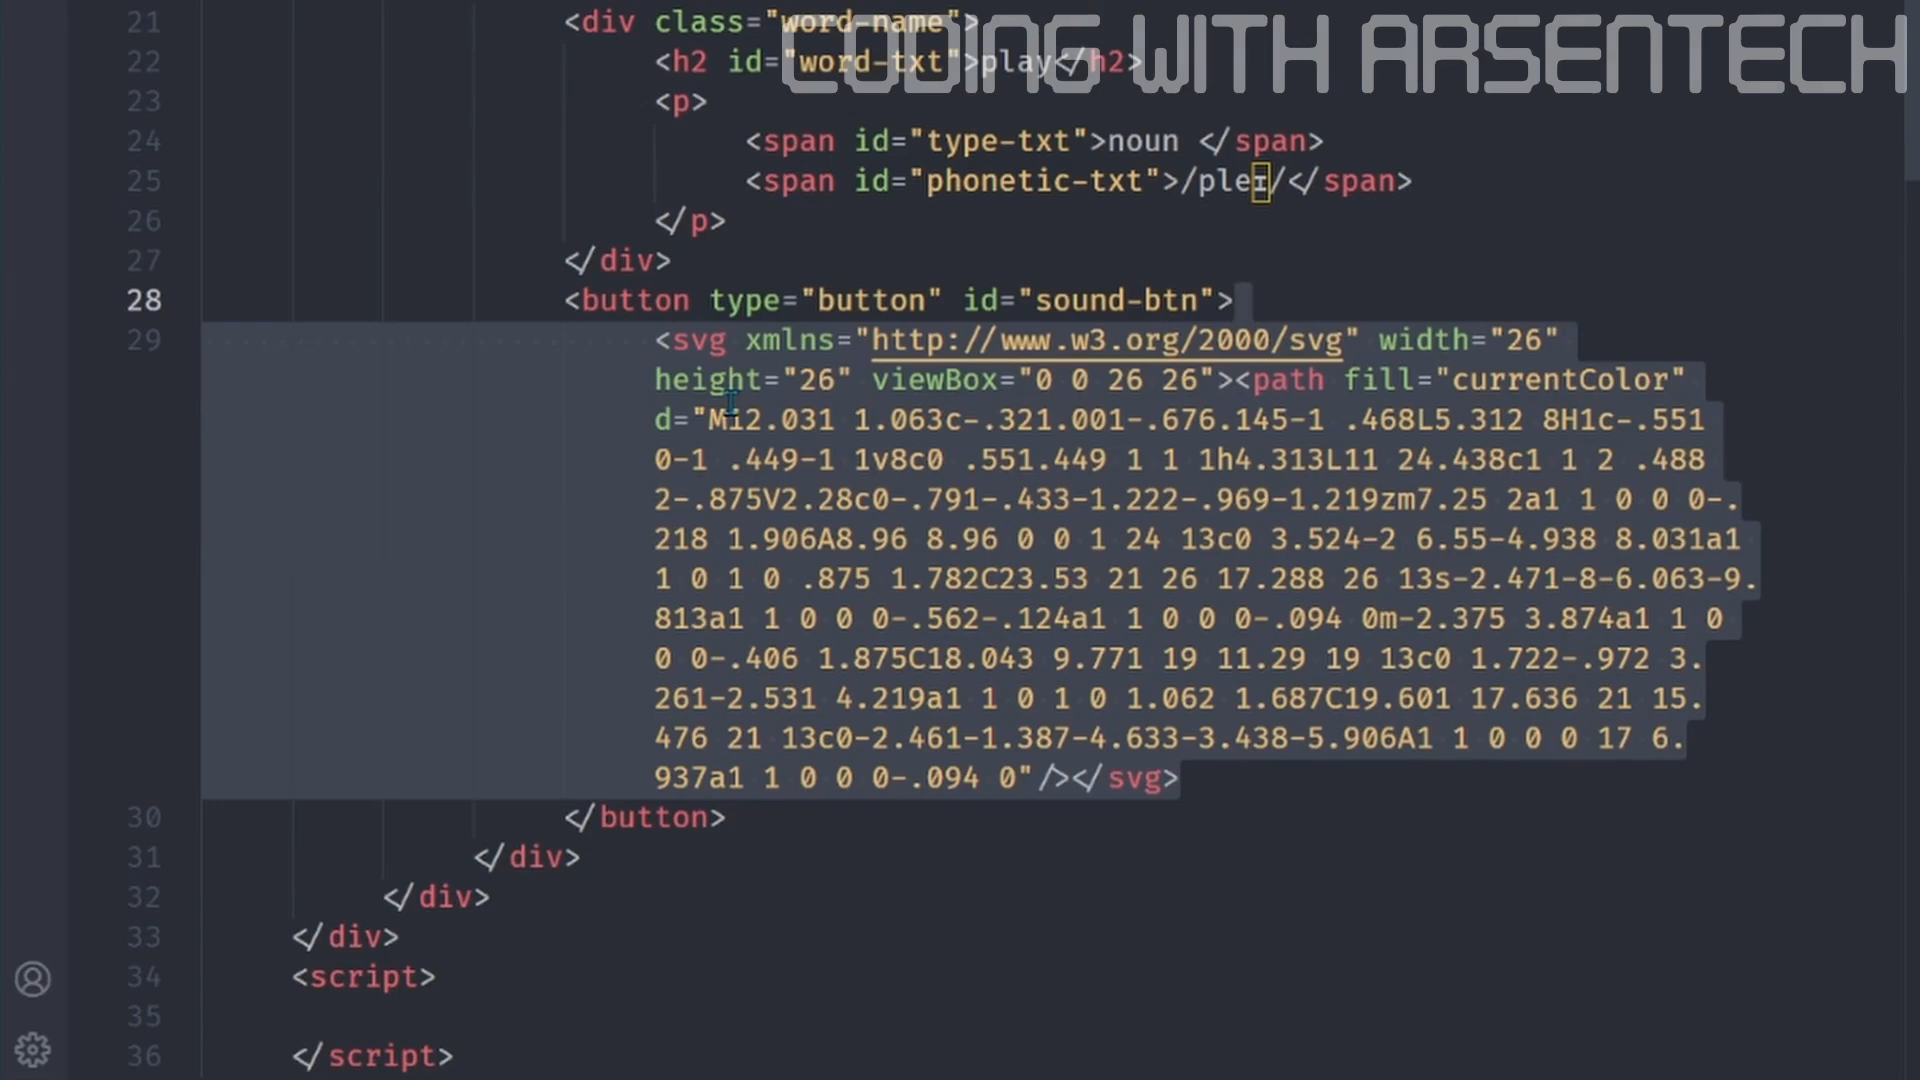 CODING WITH ARSENTECH
21 <div class="word-name">
22 <h2 id="word-txt">play</h2>
23 <p>
24 <span id="type-txt">noun </span>
25 <span id="phonetic-txt">/pleɪ/</span>
26 </p>
27 </div>
28 <button type="button" id="sound-btn">
29 <svg xmlns="http://www.w3.org/2000/svg" width="26"
height="26" viewBox="0 0 26 26"><path fill="currentColor"
d="M12.031 1.063c-.321.001-.676.145-1 .468L5.312 8H1c-.551
0-1 .449-1 1v8c0 .551.449 1 1 1h4.313L11 24.438c1 1 2 .488
2-.875V2.28c0-.791-.433-1.222-.969-1.219zm7.25 2a1 1 0 0 0-.
218 1.906A8.96 8.96 0 0 1 24 13c0 3.524-2 6.55-4.938 8.031a1
1 0 1 0 .875 1.782C23.53 21 26 17.288 26 13s-2.471-8-6.063-9.
813a1 1 0 0 0-.562-.124a1 1 0 0 0-.094 0m-2.375 3.874a1 1 0
0 0-.406 1.875C18.043 9.771 19 11.29 19 13c0 1.722-.972 3.
261-2.531 4.219a1 1 0 1 0 1.062 1.687C19.601 17.636 21 15.
476 21 13c0-2.461-1.387-4.633-3.438-5.906A1 1 0 0 0 17 6.
937a1 1 0 0 0-.094 0"/></svg>
30 </button>
31 </div>
32 </div>
33 </div>
34 <script>
35
36 </script>